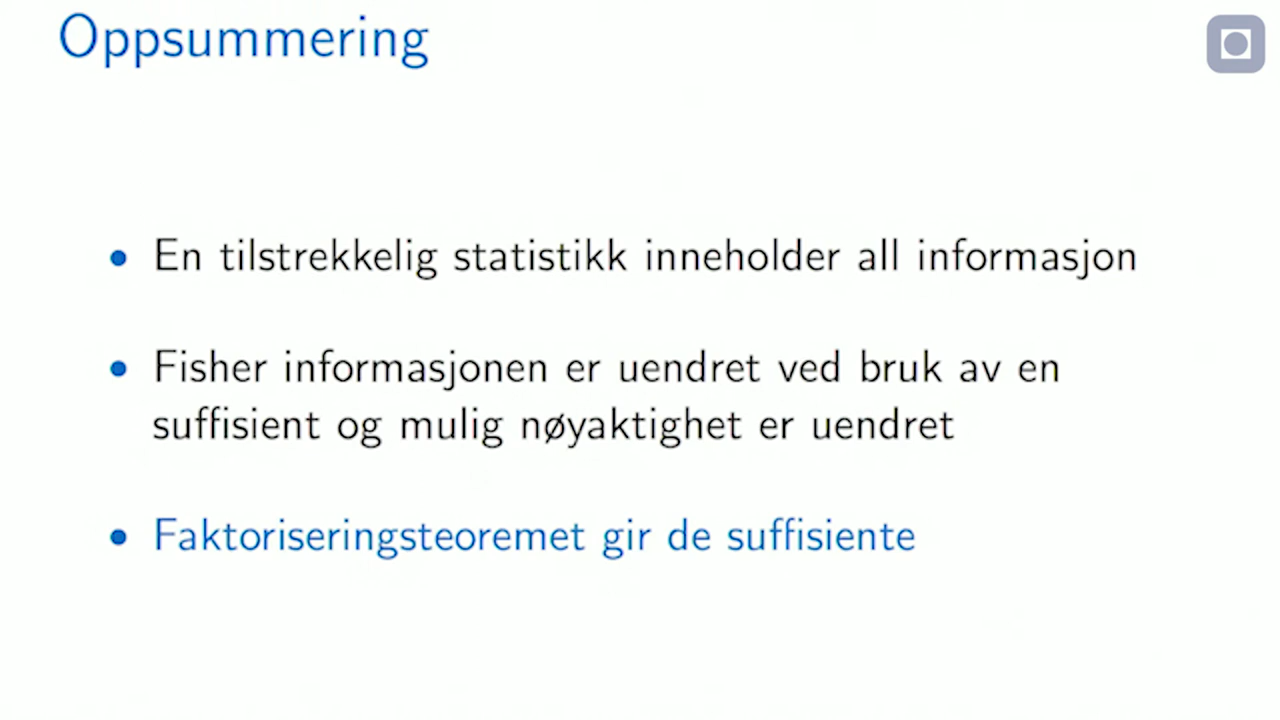 Oppsummering
• En tilstrekkelig statistikk inneholder all informasjon
• Fisher informasjonen er uendret ved bruk av en
suffisient og mulig nøyaktighet er uendret
• Faktoriseringsteoremet gir de suffisiente